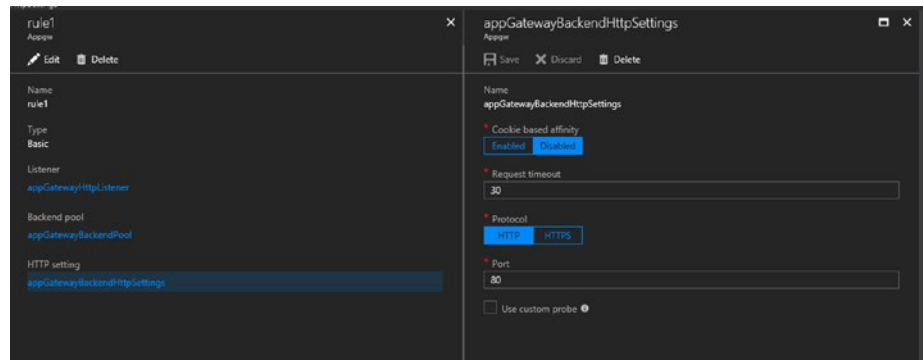 rule1
Appgw
Edit Delete
Name
rule1
Type
Basic
Listener
appGatewayHttpListener
Backend pool
appGatewayBackendPool
HTTP setting
appGatewayBackendHttpSettings
appGatewayBackendHttpSettings
Appgw
Save Discard Delete
Name
appGatewayBackendHttpSettings
* Cookie based affinity
Enabled Disabled
* Request timeout
30
* Protocol
HTTP HTTPS
* Port
80
Use custom probe